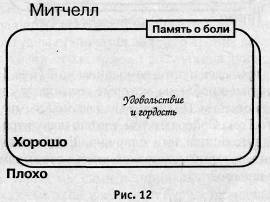 Митчелл
Память о боли
Удовольствие
и гордость
Хорошо
Плохо
Рис. 12